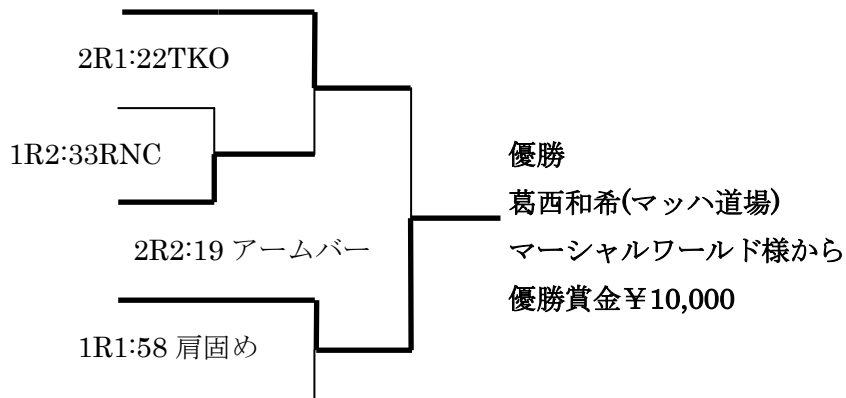 2R1:22TKO
1R2:33RNC
2R2:19 アームバー
1R1:58 肩固め
優勝
葛西和希(マッハ道場)
マーシャルワールド様から
優勝賞金￥10,000